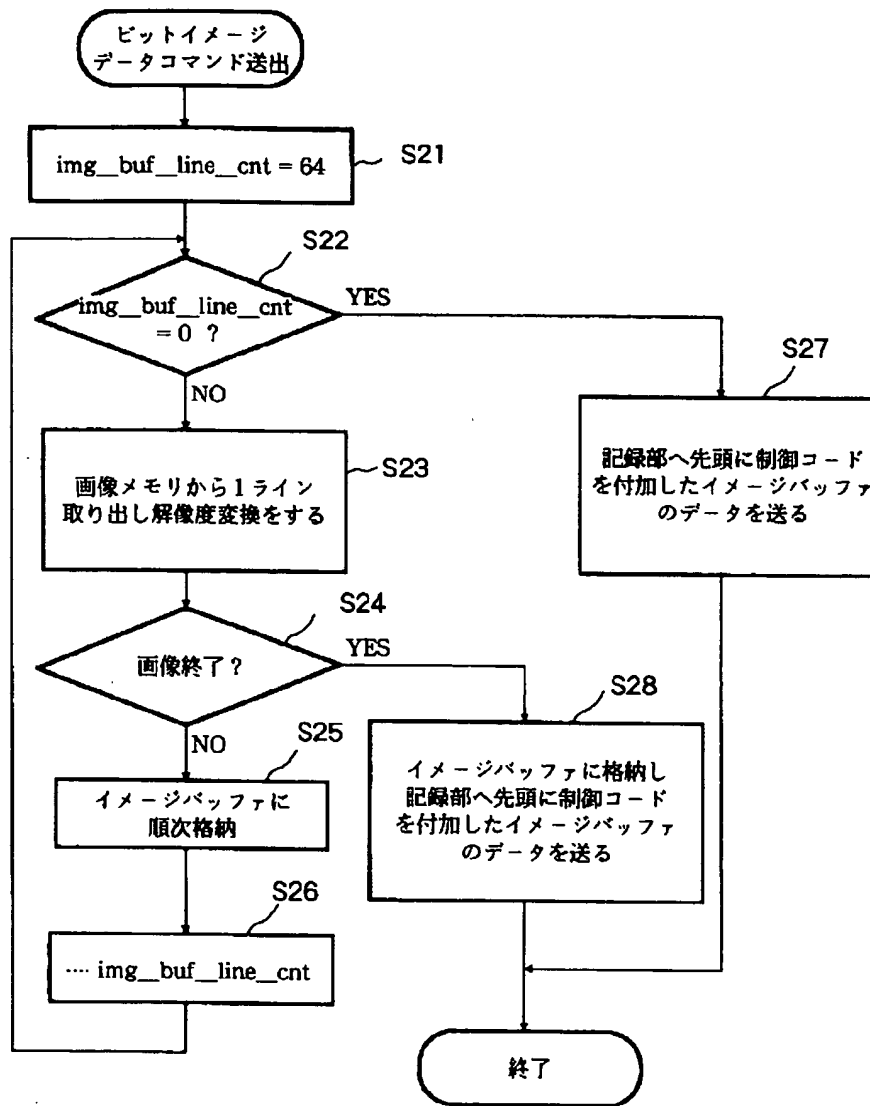 ビットイメージ
データコマンド送出
S21
img__buf__line__cnt = 64
S22
img__buf__line__cnt
= 0 ?
YES
NO
S27
記録部へ先頭に制御コード
を付加したイメージバッファ
のデータを送る
S23
画像メモリから1ライン
取り出し解像度変換をする
S24
画像終了?
YES
NO
S28
イメージバッファに格納し
記録部へ先頭に制御コード
を付加したイメージバッファ
のデータを送る
S25
イメージバッファに
順次格納
S26
---- img__buf__line__cnt
終了